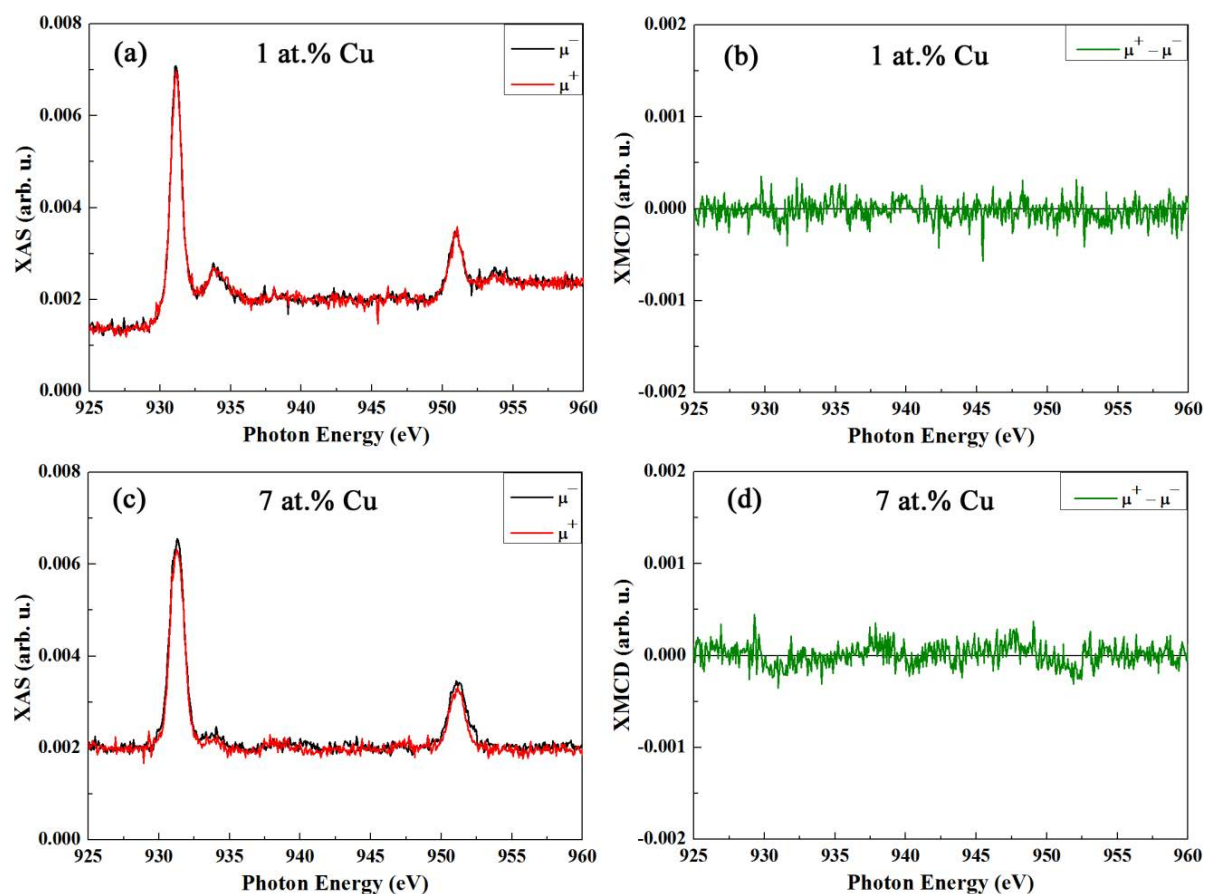 (a)
1 at.% Cu
μ⁻
μ⁺
XAS (arb. u.)
0.008
0.006
0.004
0.002
0.000
925 930 935 940 945 950 955 960
Photon Energy (eV)
(b)
1 at.% Cu
μ⁺ – μ⁻
XMCD (arb. u.)
0.002
0.001
0.000
-0.001
-0.002
925 930 935 940 945 950 955 960
Photon Energy (eV)
(c)
7 at.% Cu
μ⁻
μ⁺
XAS (arb. u.)
0.008
0.006
0.004
0.002
0.000
925 930 935 940 945 950 955 960
Photon Energy (eV)
(d)
7 at.% Cu
μ⁺ – μ⁻
XMCD (arb. u.)
0.002
0.001
0.000
-0.001
-0.002
925 930 935 940 945 950 955 960
Photon Energy (eV)